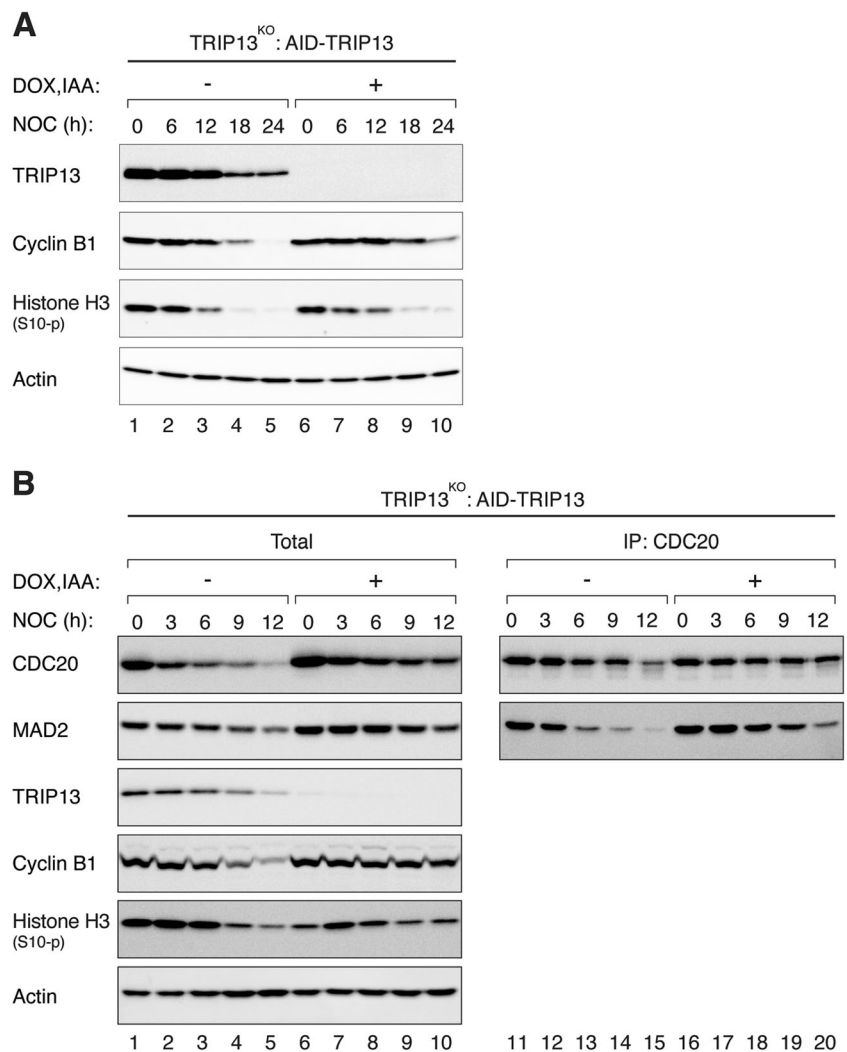 A
TRIP13KO: AID-TRIP13
DOX,IAA: - +
NOC (h): 0 6 12 18 24 0 6 12 18 24
TRIP13
Cyclin B1
Histone H3
(S10-p)
Actin
1 2 3 4 5 6 7 8 9 10
B
TRIP13KO: AID-TRIP13
Total IP: CDC20
DOX,IAA: - + - +
NOC (h): 0 3 6 9 12 0 3 6 9 12 0 3 6 9 12 0 3 6 9 12
CDC20
MAD2
TRIP13
Cyclin B1
Histone H3
(S10-p)
Actin
1 2 3 4 5 6 7 8 9 10 11 12 13 14 15 16 17 18 19 20